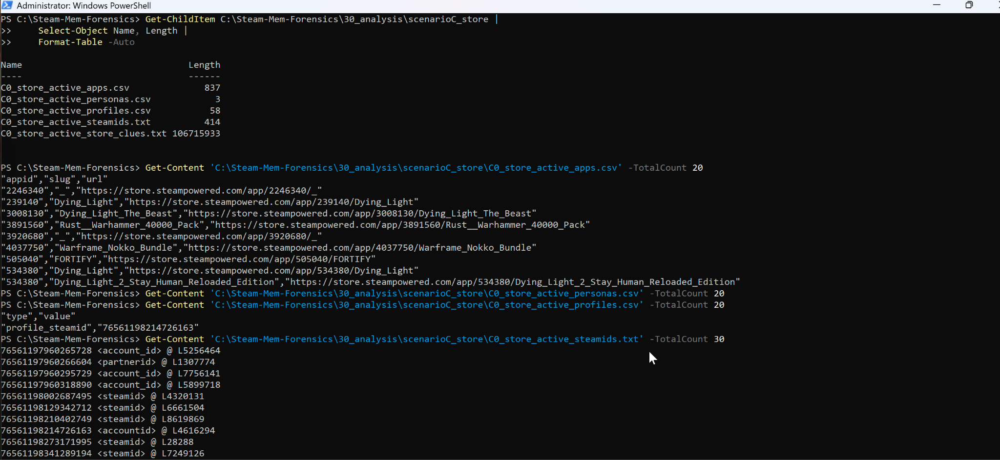 Administrator: Windows PowerShell
PS C:\Steam-Mem-Forensics> Get-ChildItem C:\Steam-Mem-Forensics\30_analysis\scenarioC_store |
>>     Select-Object Name, Length |
>>     Format-Table -Auto
Name                               Length
----                               ------
C0_store_active_apps.csv              837
C0_store_active_personas.csv            3
C0_store_active_profiles.csv           58
C0_store_active_steamids.txt          414
C0_store_active_store_clues.txt 106715933
PS C:\Steam-Mem-Forensics> Get-Content 'C:\Steam-Mem-Forensics\30_analysis\scenarioC_store\C0_store_active_apps.csv' -TotalCount 20
"appid","slug","url"
"2246340","_","https://store.steampowered.com/app/2246340/_"
"239140","Dying_Light","https://store.steampowered.com/app/239140/Dying_Light"
"3008130","Dying_Light_The_Beast","https://store.steampowered.com/app/3008130/Dying_Light_The_Beast"
"3891560","Rust__Warhammer_40000_Pack","https://store.steampowered.com/app/3891560/Rust__Warhammer_40000_Pack"
"3920680","_","https://store.steampowered.com/app/3920680/_"
"4037750","Warframe_Nokko_Bundle","https://store.steampowered.com/app/4037750/Warframe_Nokko_Bundle"
"505040","FORTIFY","https://store.steampowered.com/app/505040/FORTIFY"
"534380","Dying_Light","https://store.steampowered.com/app/534380/Dying_Light"
"534380","Dying_Light_2_Stay_Human_Reloaded_Edition","https://store.steampowered.com/app/534380/Dying_Light_2_Stay_Human_Reloaded_Edition"
PS C:\Steam-Mem-Forensics> Get-Content 'C:\Steam-Mem-Forensics\30_analysis\scenarioC_store\C0_store_active_personas.csv' -TotalCount 20
PS C:\Steam-Mem-Forensics> Get-Content 'C:\Steam-Mem-Forensics\30_analysis\scenarioC_store\C0_store_active_profiles.csv' -TotalCount 20
"type","value"
"profile_steamid","76561198214726163"
PS C:\Steam-Mem-Forensics> Get-Content 'C:\Steam-Mem-Forensics\30_analysis\scenarioC_store\C0_store_active_steamids.txt' -TotalCount 30
76561197960265728 <account_id> @ L5256464
76561197960266604 <partnerid> @ L1307774
76561197960295729 <account_id> @ L7756141
76561197960318890 <account_id> @ L5899718
76561198002687495 <steamid> @ L4320131
76561198129342712 <steamid> @ L6661504
76561198210402749 <steamid> @ L8619869
76561198214726163 <accountid> @ L4616294
76561198273171995 <steamid> @ L28288
76561198341289194 <steamid> @ L7249126